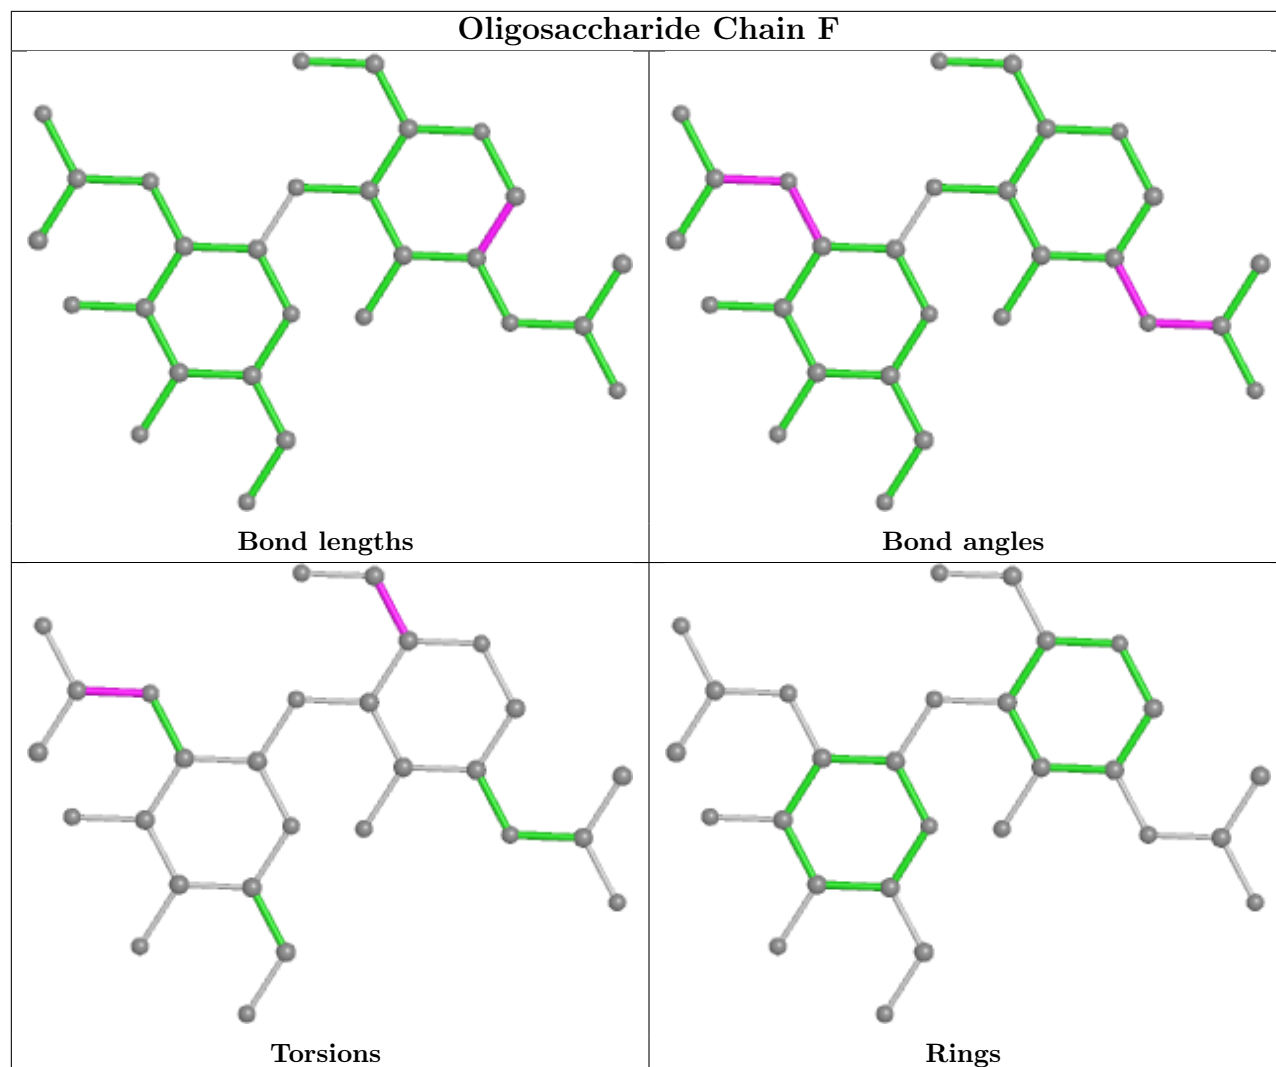 Oligosaccharide Chain F
Bond lengths
Bond angles
Torsions
Rings